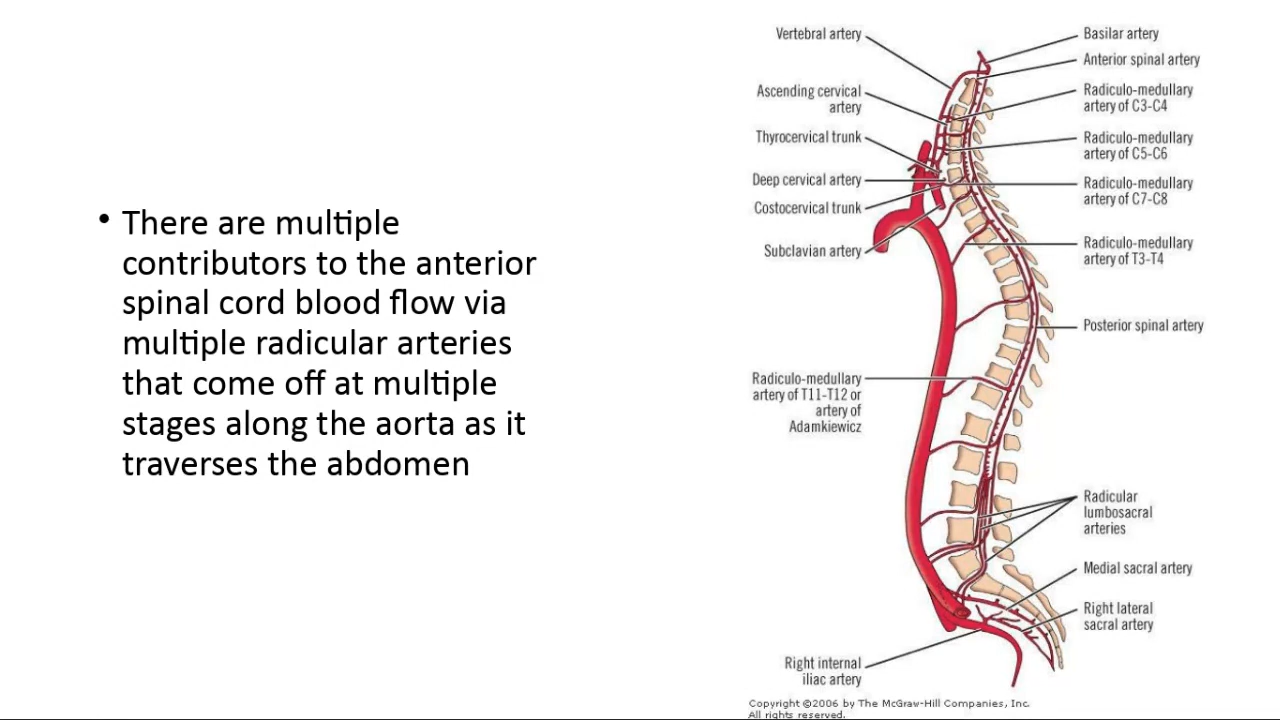 • There are multiple
contributors to the anterior
spinal cord blood flow via
multiple radicular arteries
that come off at multiple
stages along the aorta as it
traverses the abdomen
Vertebral artery
Ascending cervical
artery
Thyrocervical trunk
Deep cervical artery
Costocervical trunk
Subclavian artery
Radiculo-medullary
artery of T11-T12 or
artery of
Adamkiewicz
Right internal
iliac artery
Basilar artery
Anterior spinal artery
Radiculo-medullary
artery of C3-C4
Radiculo-medullary
artery of C5-C6
Radiculo-medullary
artery of C7-C8
Radiculo-medullary
artery of T3-T4
Posterior spinal artery
Radicular
lumbosacral
arteries
Medial sacral artery
Right lateral
sacral artery
Copyright ©2006 by The McGraw-Hill Companies, Inc.
All rights reserved.